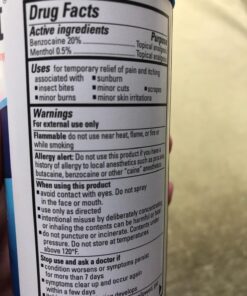 Drug Facts
Active ingredients Purpose
Benzocaine 20% Topical
Menthol 0.5% Topical
Uses for temporary relief of pain and itching
associated with • sunburn
• insect bites • minor cuts • scrapes
• minor burns • minor skin irritations
Warnings
For external use only
Flammable do not use near heat, flame, or fire or
while smoking
Allergy alert: Do not use this product if you have a
history of allergy to local anesthetics such as procaine,
butacaine, benzocaine or other "caine" anesthetics.
When using this product
• avoid contact with eyes. Do not spray
in the face or mouth.
• use only as directed
• intentional misuse by deliberately concentrating
or inhaling the contents can be harmful or
• do not puncture or incinerate. Contents under
pressure. Do not store at temperatures
above 120°F.
Stop use and ask a doctor if
• condition worsens or symptoms persist
for more than 7 days
• symptoms clear up and occur again
within a few days
develops